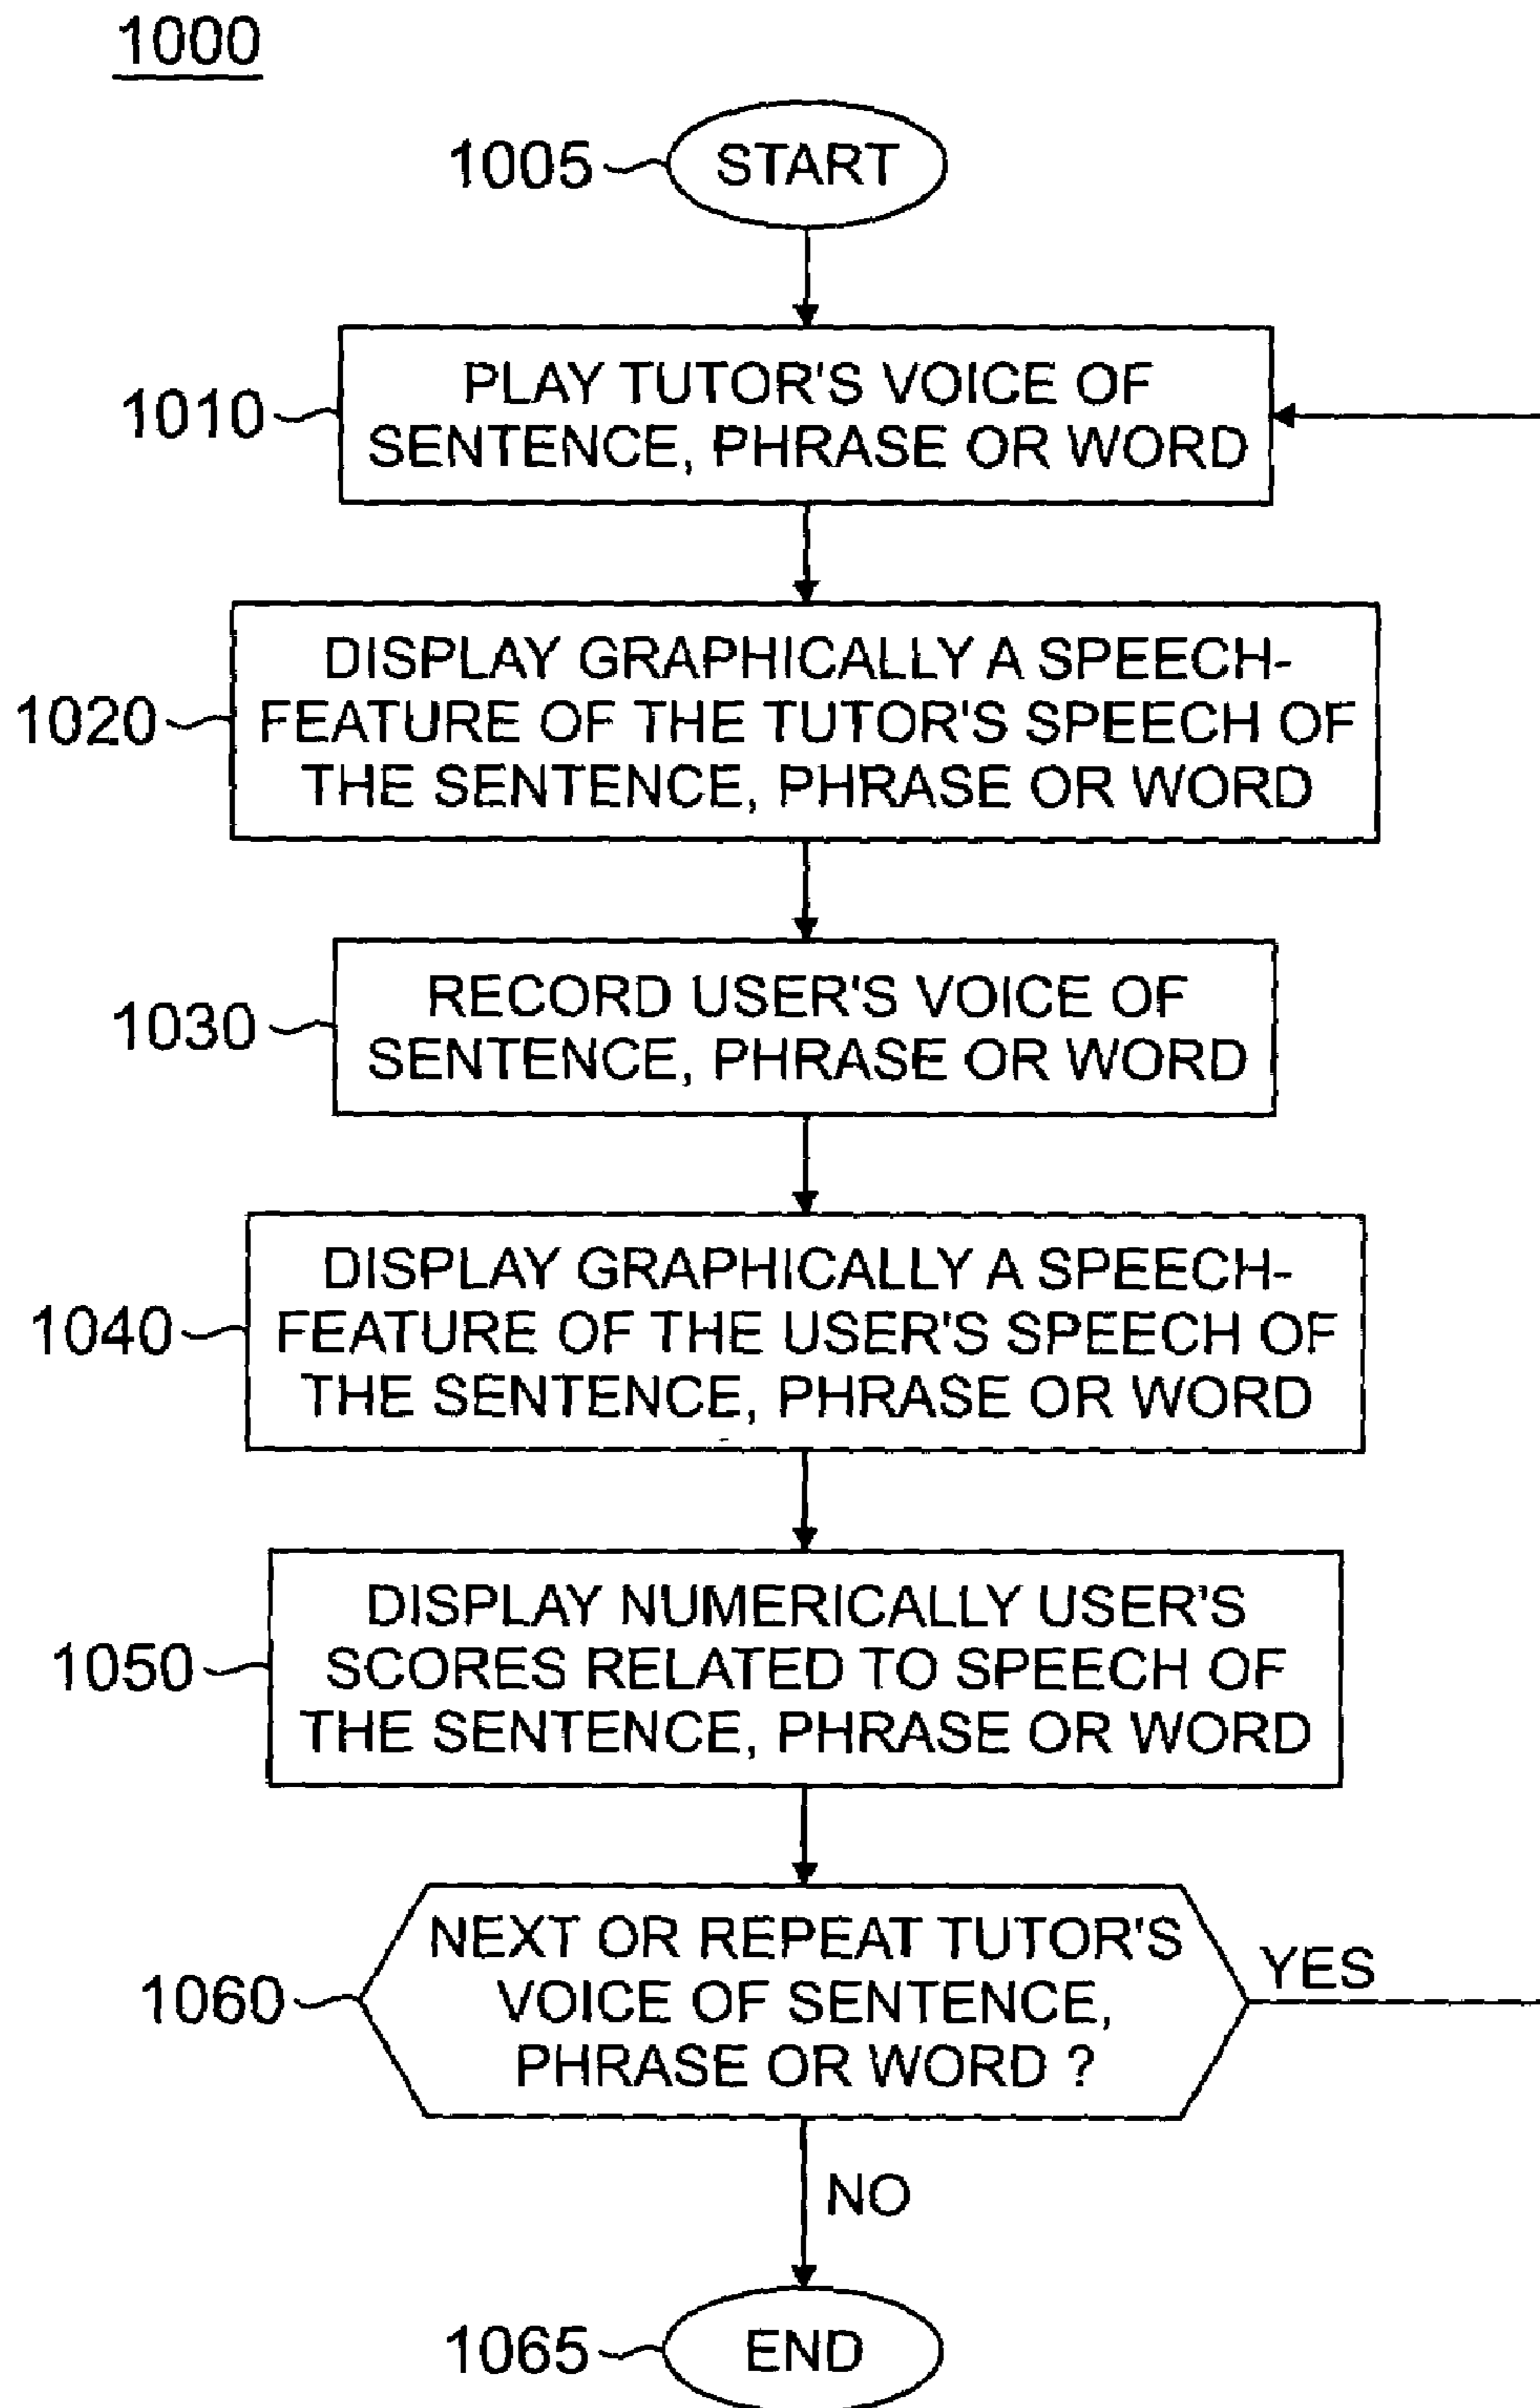 1000
1005
START
1010
PLAY TUTOR'S VOICE OF
SENTENCE, PHRASE OR WORD
1020
DISPLAY GRAPHICALLY A SPEECH-
FEATURE OF THE TUTOR'S SPEECH OF
THE SENTENCE, PHRASE OR WORD
1030
RECORD USER'S VOICE OF
SENTENCE, PHRASE OR WORD
1040
DISPLAY GRAPHICALLY A SPEECH-
FEATURE OF THE USER'S SPEECH OF
THE SENTENCE, PHRASE OR WORD
1050
DISPLAY NUMERICALLY USER'S
SCORES RELATED TO SPEECH OF
THE SENTENCE, PHRASE OR WORD
1060
NEXT OR REPEAT TUTOR'S
VOICE OF SENTENCE,
PHRASE OR WORD ?
YES
NO
1065
END